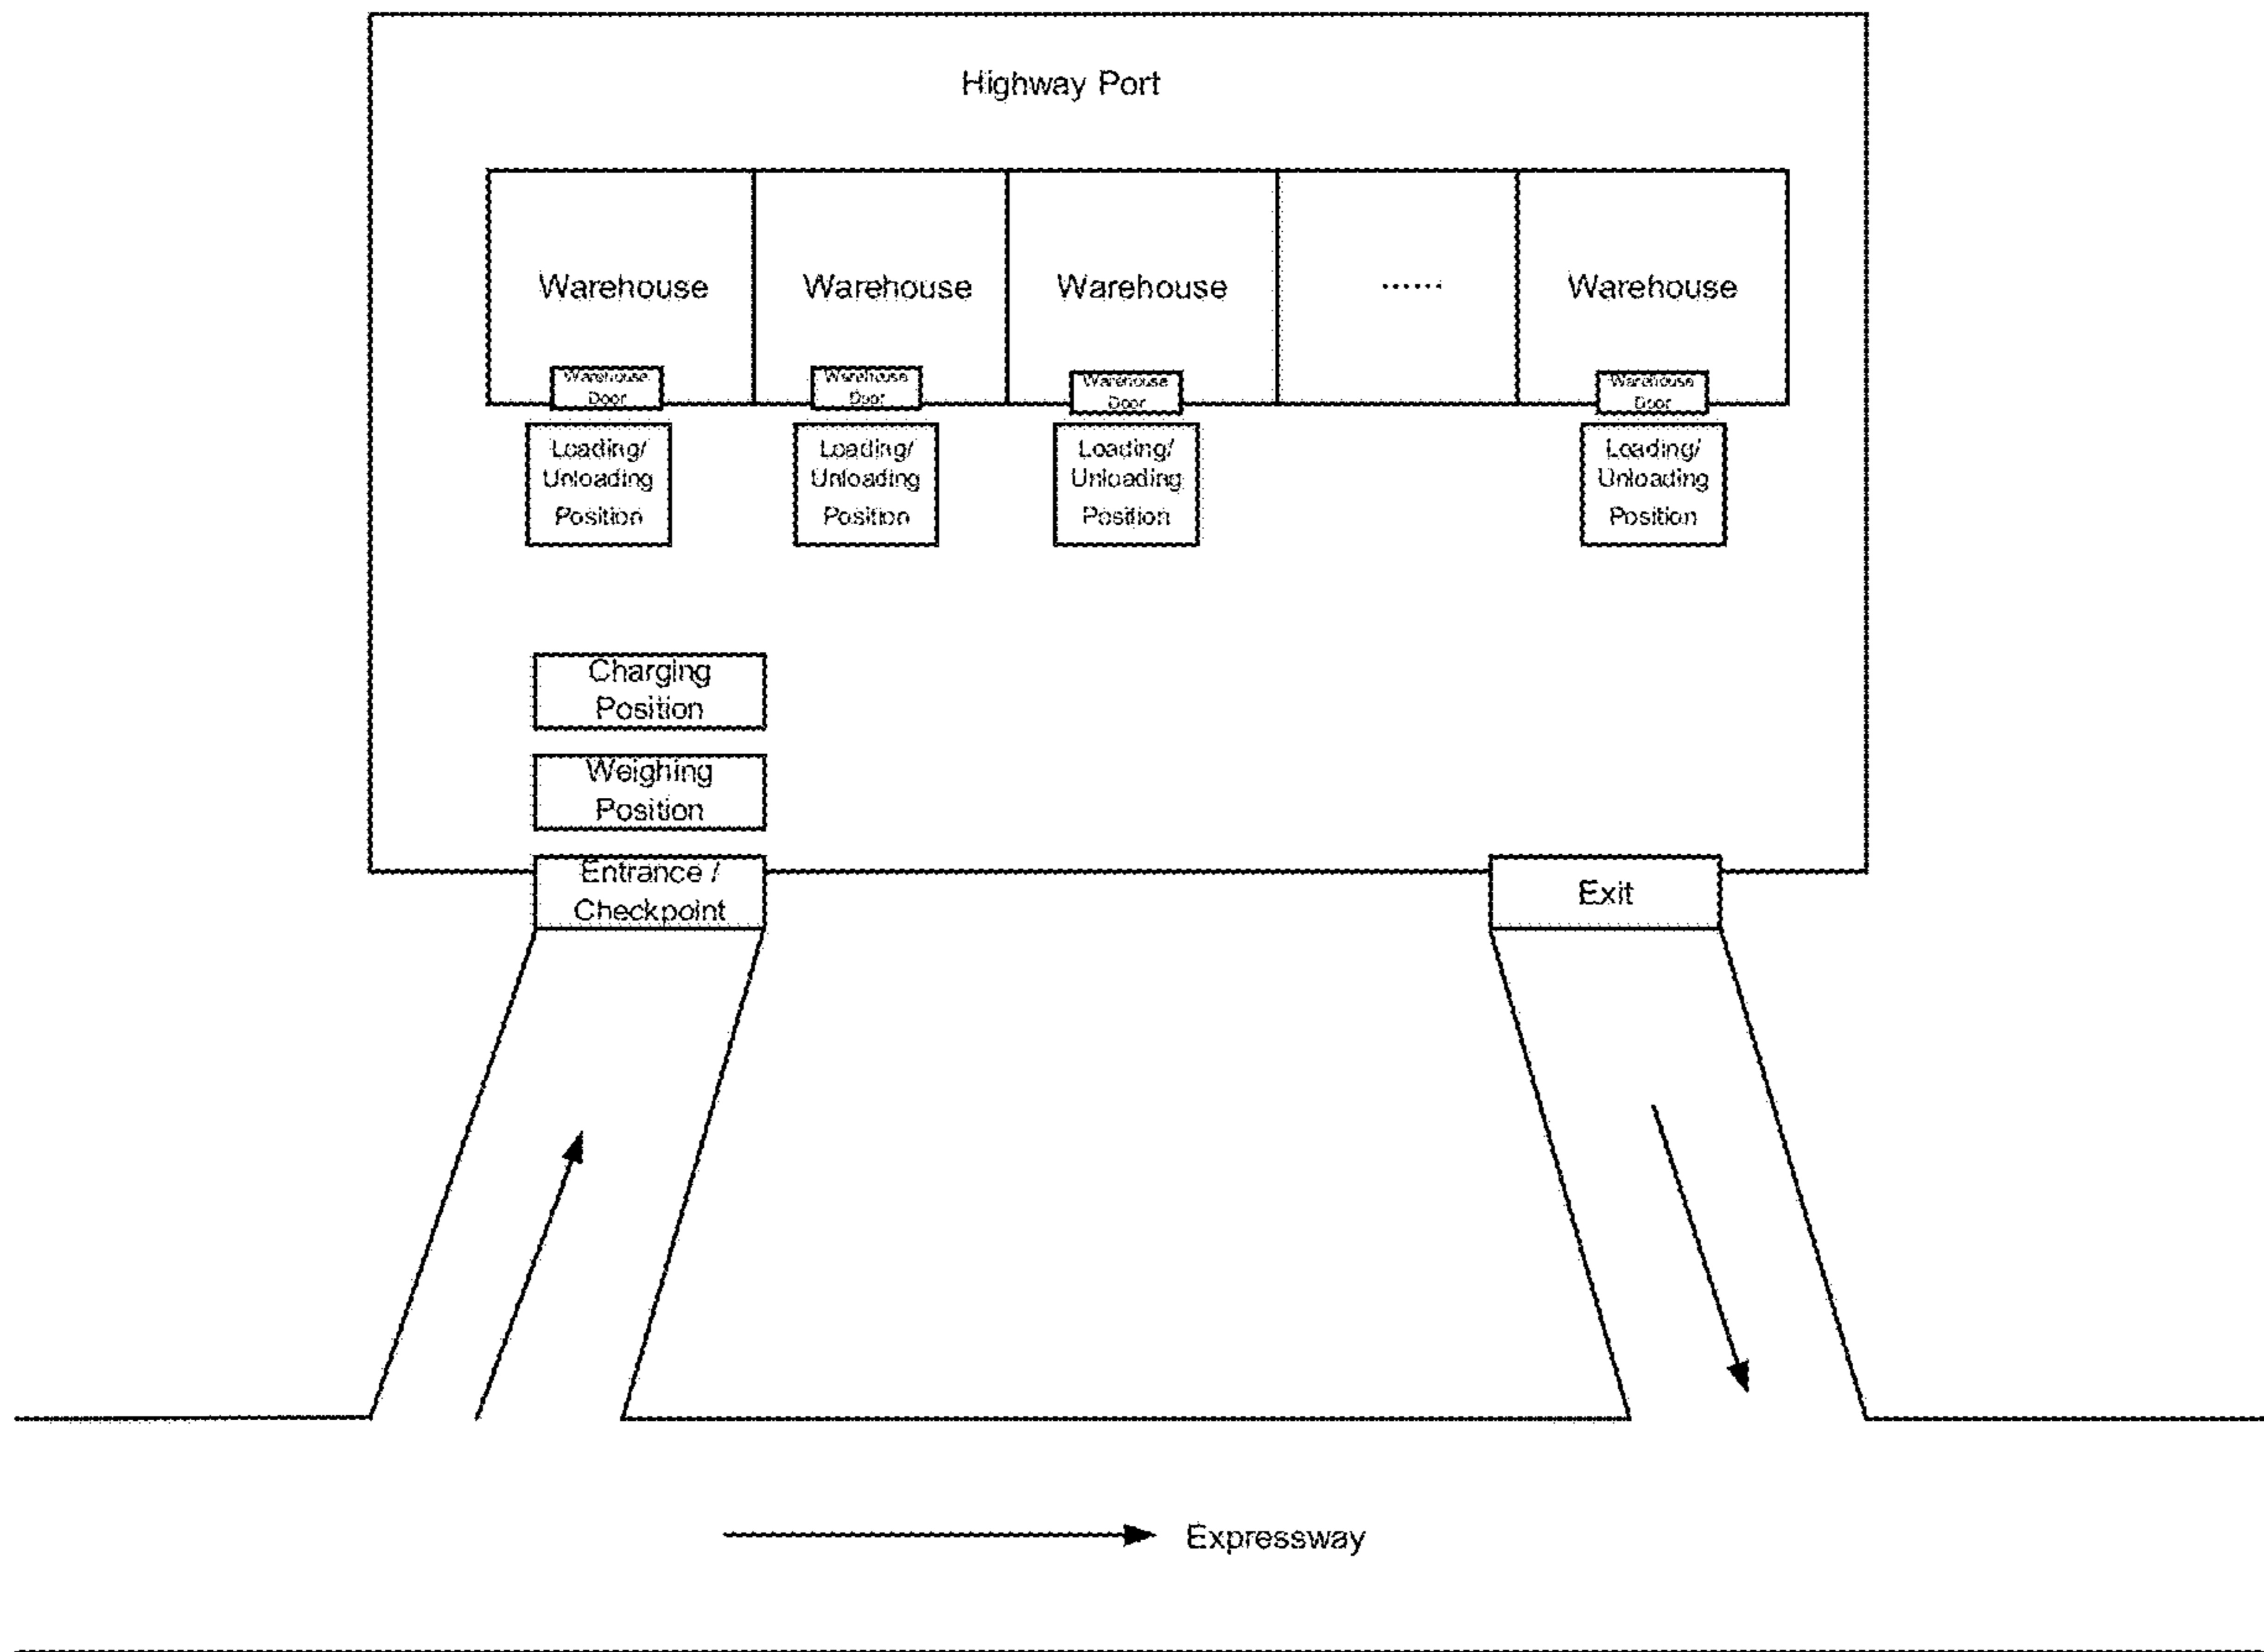 Highway Port
Warehouse
Warehouse
Warehouse
......
Warehouse
Warehouse
Door
Warehouse
Door
Warehouse
Door
Warehouse
Door
Loading/
Unloading
Position
Loading/
Unloading
Position
Loading/
Unloading
Position
Loading/
Unloading
Position
Charging
Position
Weighing
Position
Entrance /
Checkpoint
Exit
Expressway